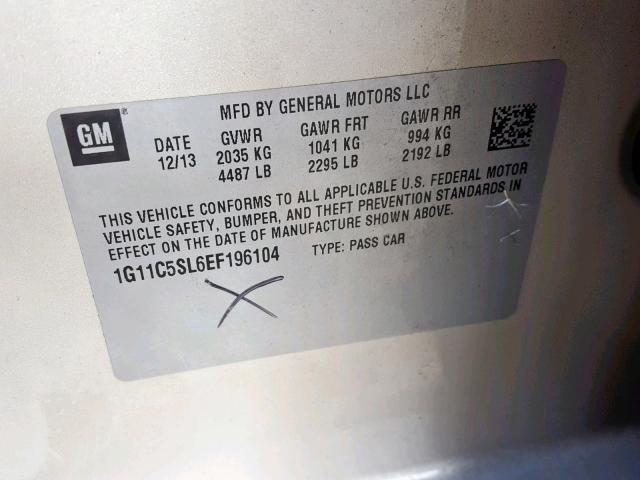 GM
MFD BY GENERAL MOTORS LLC
DATE GVWR GAWR FRT GAWR RR
12/13 2035 KG 1041 KG 994 KG
4487 LB 2295 LB 2192 LB
THIS VEHICLE CONFORMS TO ALL APPLICABLE U.S. FEDERAL MOTOR
VEHICLE SAFETY, BUMPER, AND THEFT PREVENTION STANDARDS IN
EFFECT ON THE DATE OF MANUFACTURE SHOWN ABOVE.
1G11C5SL6EF196104 TYPE: PASS CAR